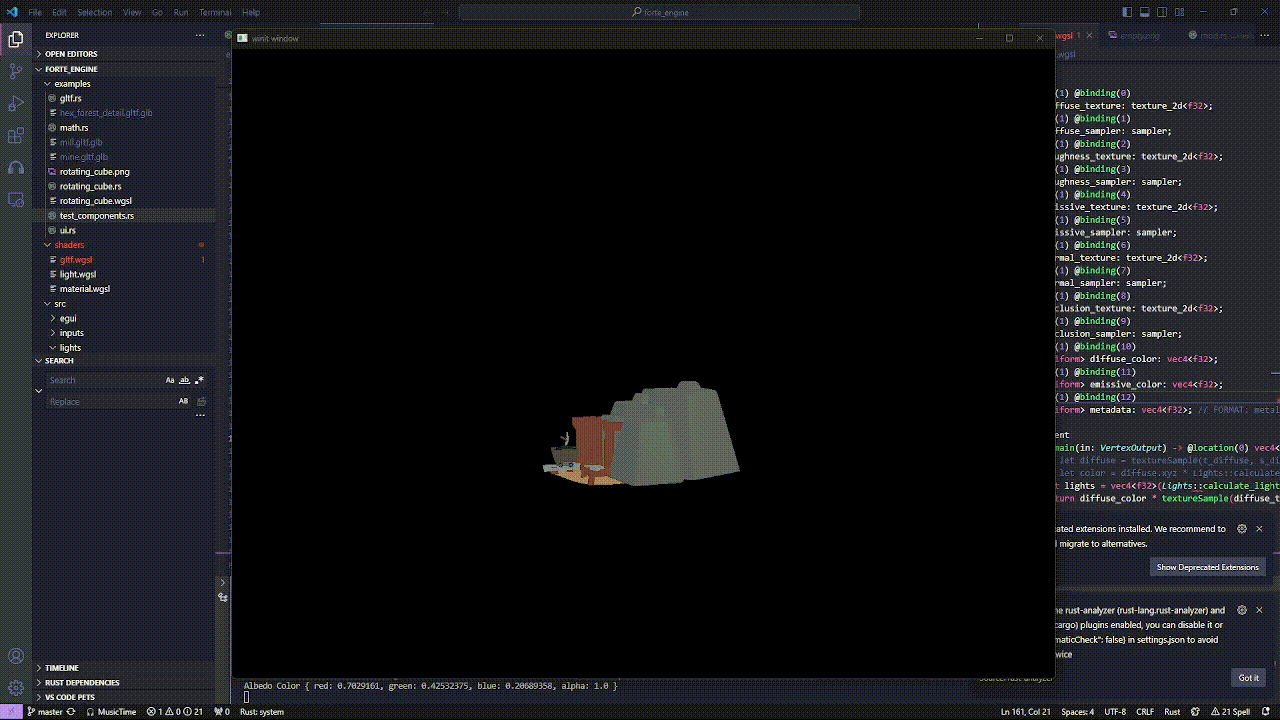 File Edit Selection View Go Run Terminal Help
forte_engine
EXPLORER
OPEN EDITORS
FORTE_ENGINE
examples
gltf.rs
hex_forest_detail.gltf.glb
math.rs
mill.gltf.glb
mine.gltf.glb
rotating_cube.png
rotating_cube.rs
rotating_cube.wgsl
test_components.rs
ui.rs
shaders
gltf.wgsl 1
light.wgsl
material.wgsl
src
egui
inputs
lights
SEARCH
Search Aa ab .*
Replace AB
TIMELINE
RUST DEPENDENCIES
VS CODE PETS
winit window
wgsl 1 empty.png mod.rs
wgsl
(1) @binding(0)
ffuse_texture: texture_2d<f32>;
(1) @binding(1)
ffuse_sampler: sampler;
(1) @binding(2)
ughness_texture: texture_2d<f32>;
(1) @binding(3)
ughness_sampler: sampler;
(1) @binding(4)
issive_texture: texture_2d<f32>;
(1) @binding(5)
issive_sampler: sampler;
(1) @binding(6)
rmal_texture: texture_2d<f32>;
(1) @binding(7)
rmal_sampler: sampler;
(1) @binding(8)
clusion_texture: texture_2d<f32>;
(1) @binding(9)
clusion_sampler: sampler;
(1) @binding(10)
iform> diffuse_color: vec4<f32>;
(1) @binding(11)
iform> emissive_color: vec4<f32>;
(1) @binding(12)
iform> metadata: vec4<f32>; // FORMAT. metal
ent
main(in: VertexOutput) -> @location(0) vec4<
let diffuse = textureSample(t_diffuse, s_di
let color = diffuse.xyz * Lights::calculate
t lights = vec4<f32>(Lights::calculate_light
turn diffuse_color * textureSample(diffuse_t
ated extensions installed. We recommend to
migrate to alternatives.
Show Deprecated Extensions
he rust-analyzer (rust-lang.rust-analyzer) and
cargo) plugins enabled, you can disable it or
maticCheck": false} in settings.json to avoid
wice
Got it
Albedo Color { red: 0.7029161, green: 0.42532375, blue: 0.20689358, alpha: 1.0 }
master MusicTime 1 0 21 0 Rust: system Ln 161, Col 21 Spaces: 4 UTF-8 CRLF Rust 21 Spell